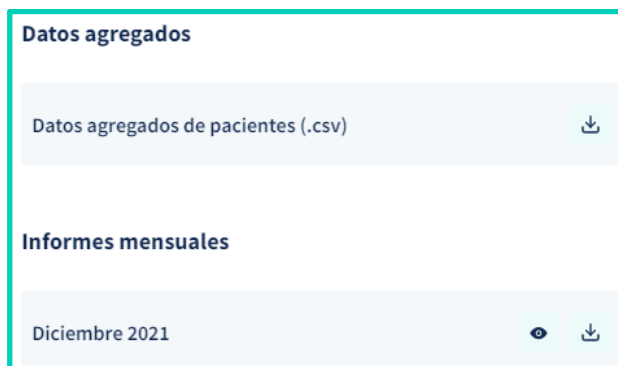 Datos agregados
Datos agregados de pacientes (.csv)
Informes mensuales
Diciembre 2021